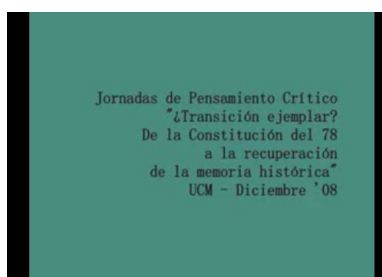 Jornadas de Pensamiento Crítico
"¿Transición ejemplar?
De la Constitución del 78
a la recuperación
de la memoria histórica"
UCM - Diciembre '08